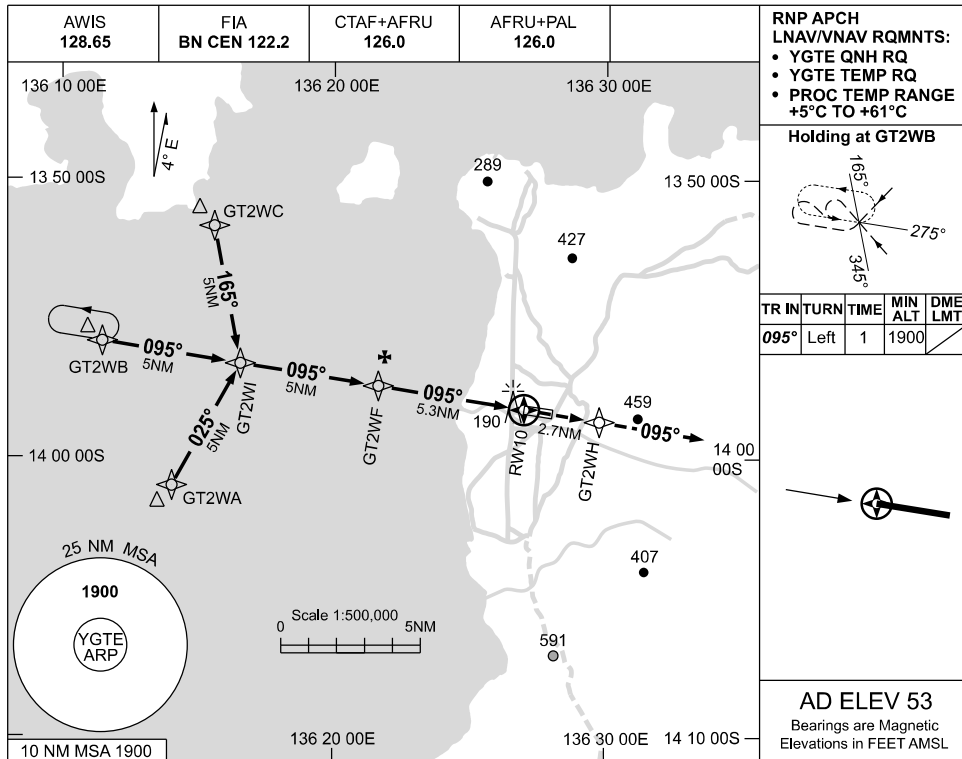 AWIS
128.65
FIA
BN CEN 122.2
CTAF+AFRU
126.0
AFRU+PAL
126.0
RNP APCH
LNAV/VNAV RQMNTS:
• YGTE QNH RQ
• YGTE TEMP RQ
• PROC TEMP RANGE
+5°C TO +61°C
136 10 00E
136 20 00E
136 30 00E
4° E
13 50 00S
13 50 00S
289
427
GT2WC
165°
5NM
GT2WB
095°
5NM
GT2WI
095°
5NM
GT2WF
095°
5.3NM
190
RW10
2.7NM
GT2WH
459
095°
025°
5NM
GT2WA
14 00 00S
14 00
00S
407
591
25 NM MSA
1900
YGTE
ARP
Scale 1:500,000
0
5NM
10 NM MSA 1900
136 20 00E
136 30 00E
14 10 00S
Holding at GT2WB
165°
275°
345°
TR IN
TURN
TIME
MIN
ALT
DME
LMT
095°
Left
1
1900
AD ELEV 53
Bearings are Magnetic
Elevations in FEET AMSL